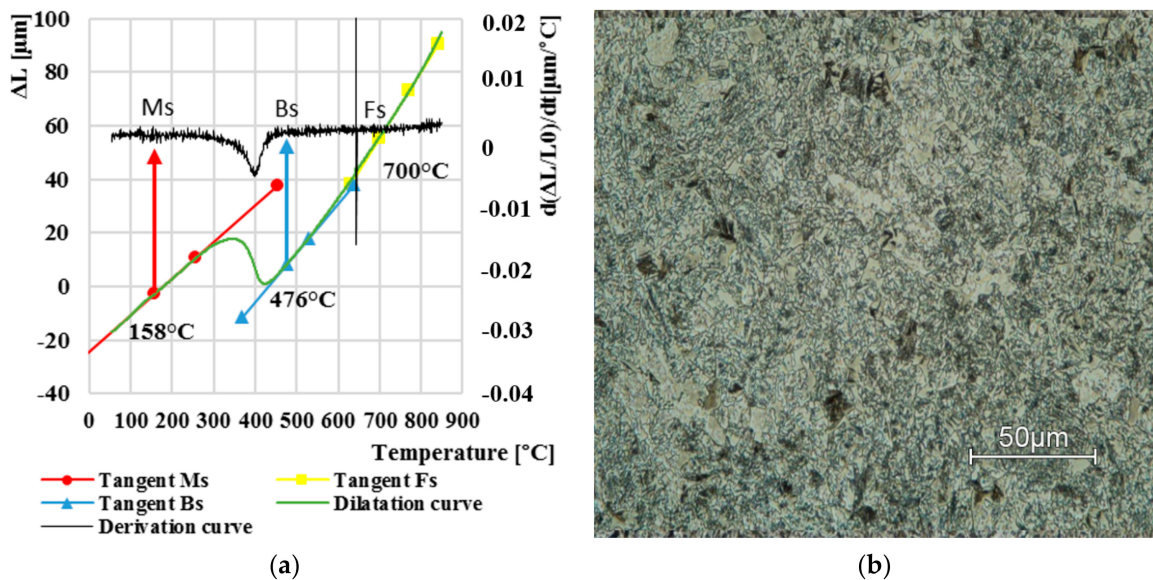 ΔL [µm]
100
80
60
40
20
0
-20
-40
0.02
0.01
0
-0.01
-0.02
-0.03
-0.04
d(ΔL/L0)/dt[µm/°C]
Ms
Bs
Fs
700°C
476°C
158°C
0 100 200 300 400 500 600 700 800 900
Temperature [°C]
Tangent Ms
Tangent Fs
Tangent Bs
Dilatation curve
Derivation curve
(a)
50µm
(b)